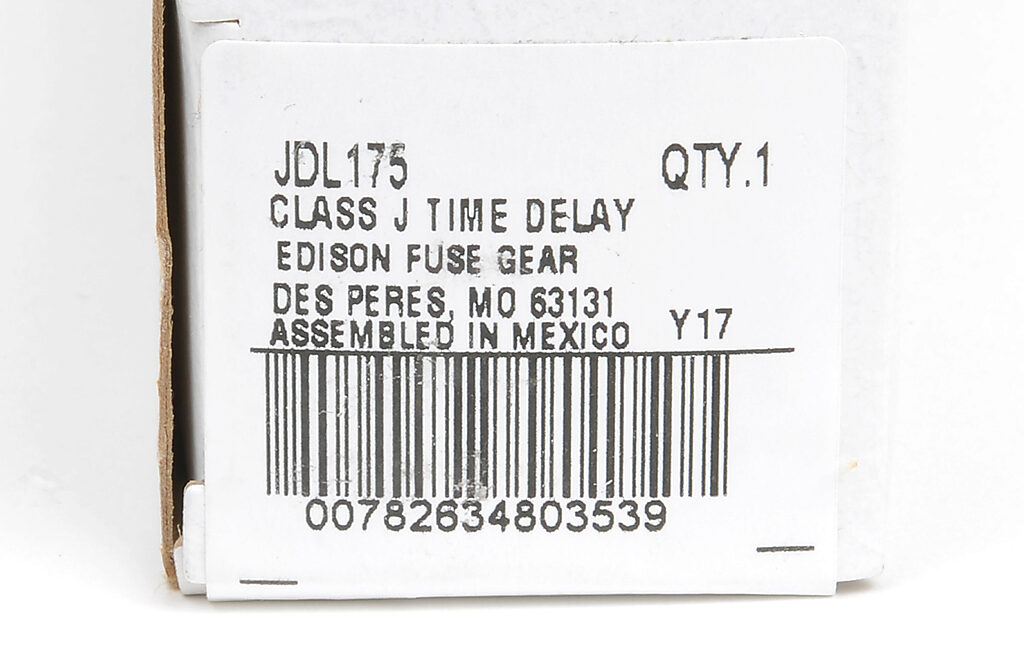 JDL175 QTY.1
CLASS J TIME DELAY
EDISON FUSE GEAR
DES PERES, MO 63131
ASSEMBLED IN MEXICO Y17
00782634803539